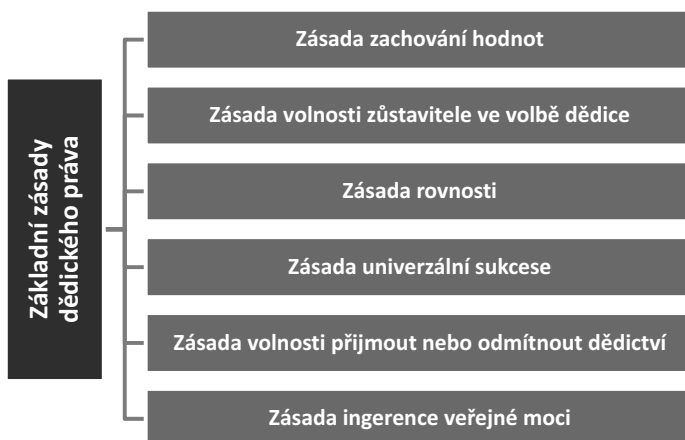 Základní zásady
dědického práva
Zásada zachování hodnot
Zásada volnosti zůstavitele ve volbě dědice
Zásada rovnosti
Zásada univerzální sukcese
Zásada volnosti přijmout nebo odmítnout dědictví
Zásada ingerence veřejné moci